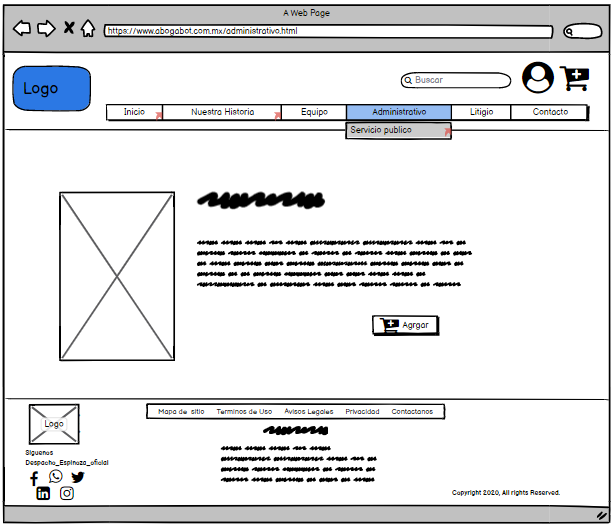 A Web Page
https://www.abogabot.com.mx/administrativo.html
Logo
Buscar
Inicio Nuestra Historia Equipo Administrativo Litigio Contacto
Servicio publico
Agrgar
Mapa de sitio Terminos de Uso Avisos Legales Privacidad Contactanos
Logo
Siguenos
Despacho_Espinoza_oficial
Copyright 2020, All rights Reserved.